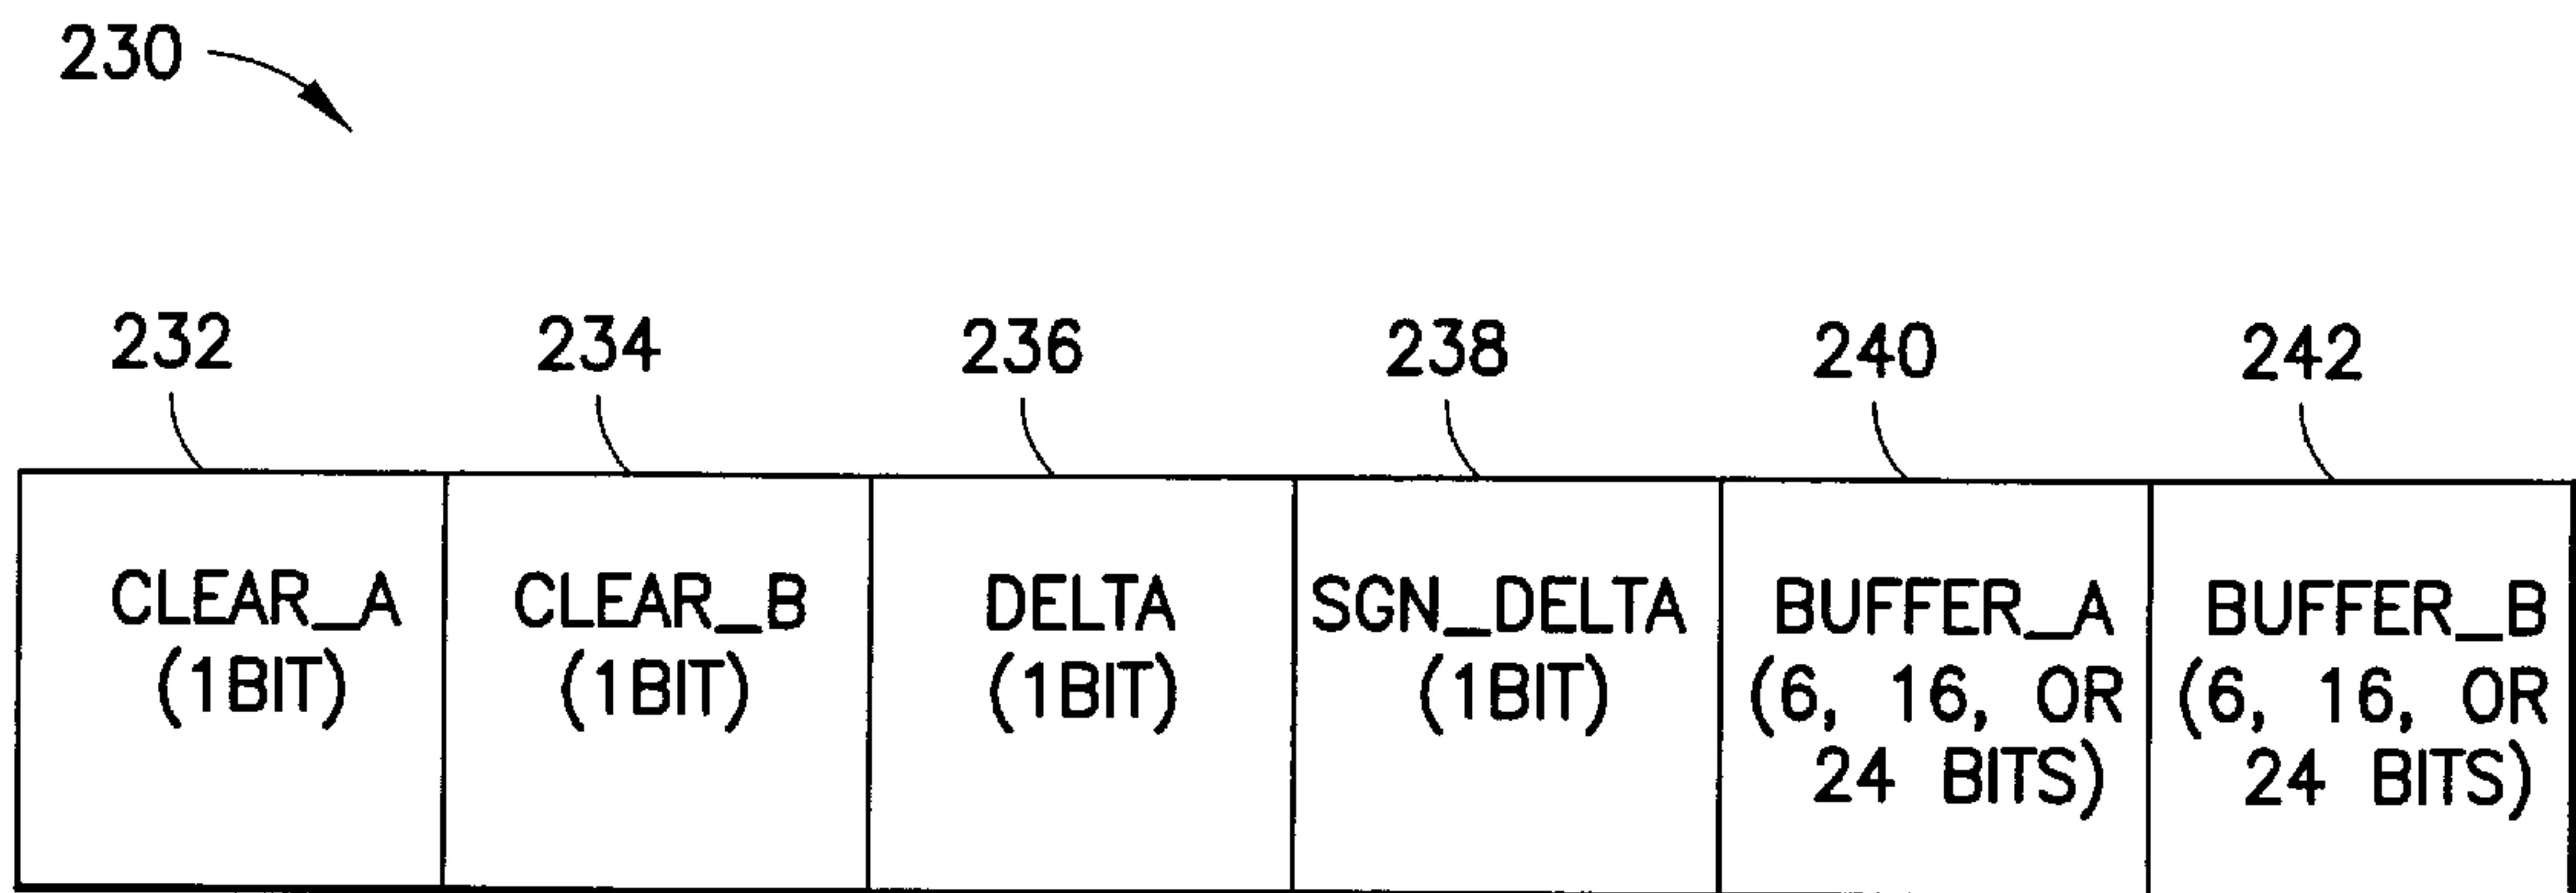 230
232
234
236
238
240
242
CLEAR_A
(1BIT)
CLEAR_B
(1BIT)
DELTA
(1BIT)
SGN_DELTA
(1BIT)
BUFFER_A
(6, 16, OR
24 BITS)
BUFFER_B
(6, 16, OR
24 BITS)